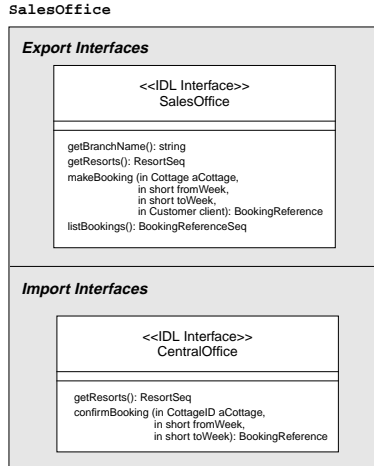 SalesOffice
Export Interfaces
<<IDL Interface>>
SalesOffice
getBranchName(): string
getResorts(): ResortSeq
makeBooking (in Cottage aCottage,
in short fromWeek,
in short toWeek,
in Customer client): BookingReference
listBookings(): BookingReferenceSeq
Import Interfaces
<<IDL Interface>>
CentralOffice
getResorts(): ResortSeq
confirmBooking (in CottageID aCottage,
in short fromWeek,
in short toWeek): BookingReference